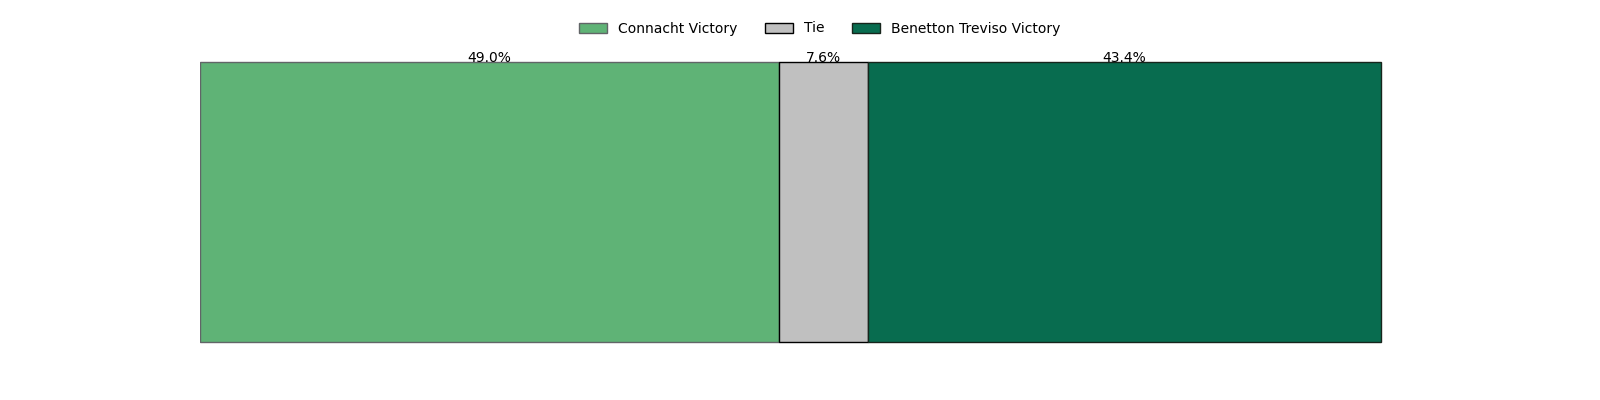 Connacht Victory Tie Benetton Treviso Victory
49.0% 7.6% 43.4%